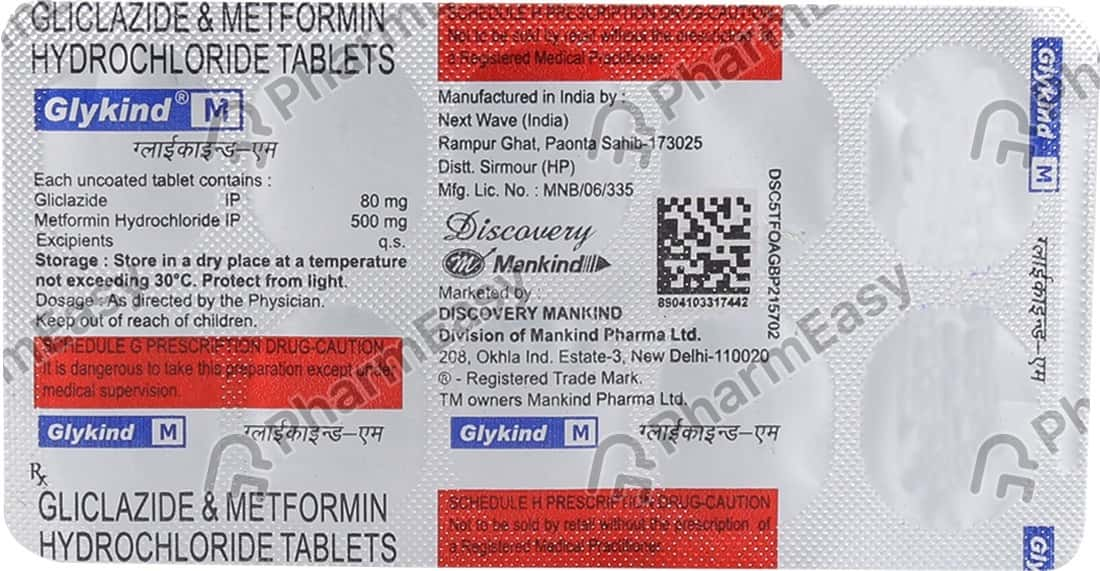 GLICLAZIDE & METFORMIN
HYDROCHLORIDE TABLETS
Glykind® M
ग्लाईकाइन्ड-एम
Each uncoated tablet contains :
Gliclazide IP 80 mg
Metformin Hydrochloride IP 500 mg
Excipients q.s.
Storage : Store in a dry place at a temperature
not exceeding 30°C. Protect from light.
Dosage : As directed by the Physician.
Keep out of reach of children.
SCHEDULE G PRESCRIPTION DRUG-CAUTION
It is dangerous to take this preparation except under
medical supervision.
Glykind M ग्लाईकाइन्ड-एम
Rx
GLICLAZIDE & METFORMIN
HYDROCHLORIDE TABLETS
SCHEDULE H PRESCRIPTION DRUG-CAUTION
Not to be sold by retail without the prescription of
a Registered Medical Practitioner.
Manufactured in India by :
Next Wave (India)
Rampur Ghat, Paonta Sahib-173025
Distt. Sirmour (HP)
Mfg. Lic. No. : MNB/06/335
Discovery
m Mankind
Marketed by :
DISCOVERY MANKIND
Division of Mankind Pharma Ltd.
208, Okhla Ind. Estate-3, New Delhi-110020
® - Registered Trade Mark.
TM owners Mankind Pharma Ltd.
8904103317442
DSC5TFOAGBP215702
Glykind M ग्लाईकाइन्ड-एम
SCHEDULE H PRESCRIPTION DRUG-CAUTION
Not to be sold by retail without the prescription of
a Registered Medical Practitioner.
Glykind M
ग्लाईकाइन्ड-एम
Gly
PharmEasy
PharmEasy
PharmEasy
PharmEasy